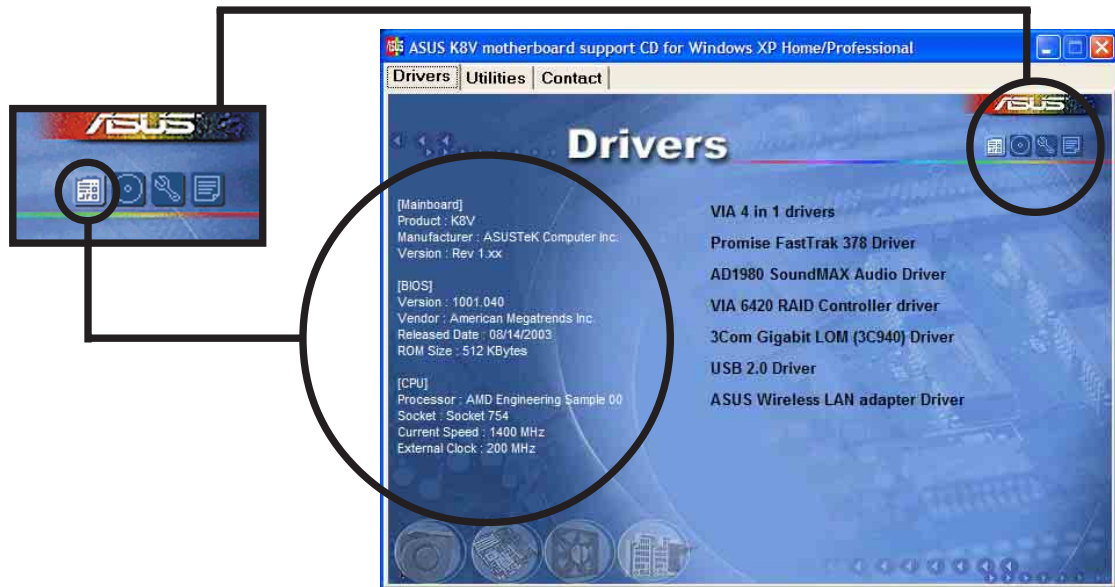 ASUS K8V motherboard support CD for Windows XP Home/Professional
Drivers Utilities Contact
ASUS
ASUS
Drivers
[Mainboard]
Product : K8V
Manufacturer : ASUSTeK Computer Inc.
Version : Rev 1.xx
[BIOS]
Version : 1001.040
Vendor : American Megatrends Inc.
Released Date : 08/14/2003
ROM Size : 512 KBytes
[CPU]
Processor : AMD Engineering Sample 00
Socket : Socket 754
Current Speed : 1400 MHz
External Clock : 200 MHz
VIA 4 in 1 drivers
Promise FastTrak 378 Driver
AD1980 SoundMAX Audio Driver
VIA 6420 RAID Controller driver
3Com Gigabit LOM (3C940) Driver
USB 2.0 Driver
ASUS Wireless LAN adapter Driver